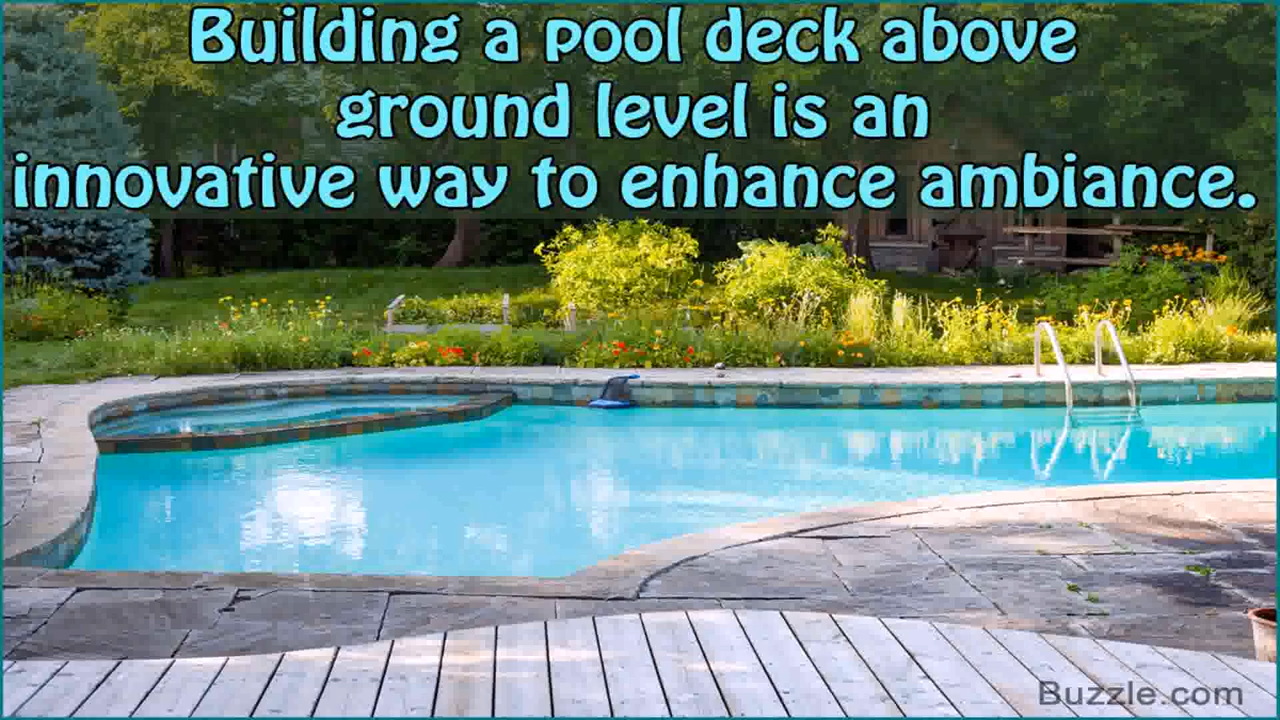 Building a pool deck above
ground level is an
innovative way to enhance ambiance.
Buzzle.com